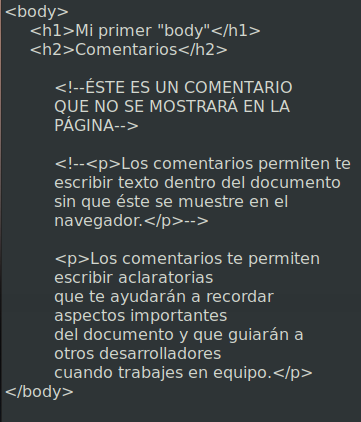 <body>
<h1>Mi primer "body"</h1>
<h2>Comentarios</h2>
<!--ÉSTE ES UN COMENTARIO
QUE NO SE MOSTRARÁ EN LA
PÁGINA-->
<!--<p>Los comentarios permiten te
escribir texto dentro del documento
sin que éste se muestre en el
navegador.</p>-->
<p>Los comentarios te permiten
escribir aclaratorias
que te ayudarán a recordar
aspectos importantes
del documento y que guiarán a
otros desarrolladores
cuando trabajes en equipo.</p>
</body>